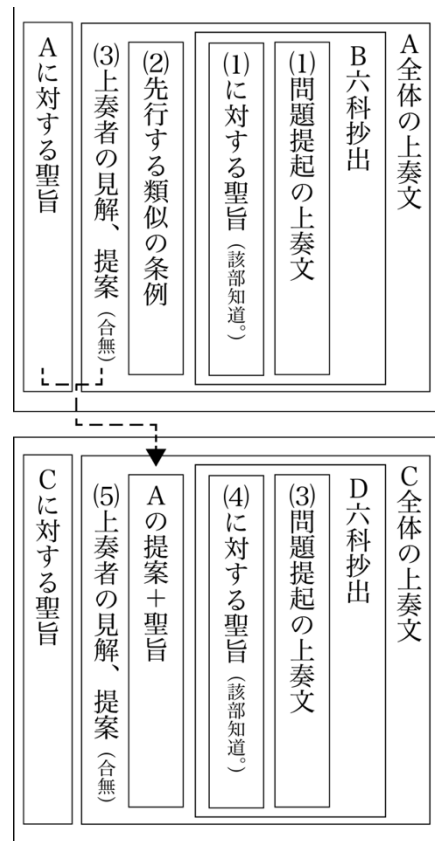 A全体の上奏文
B六科抄出
(1)問題提起の上奏文
(1)に対する聖旨（該部知道。）
(2)先行する類似の条例
(3)上奏者の見解、提案（合無）
Aに対する聖旨
C全体の上奏文
D六科抄出
(3)問題提起の上奏文
(4)に対する聖旨（該部知道。）
Aの提案＋聖旨
(5)上奏者の見解、提案（合無）
Cに対する聖旨